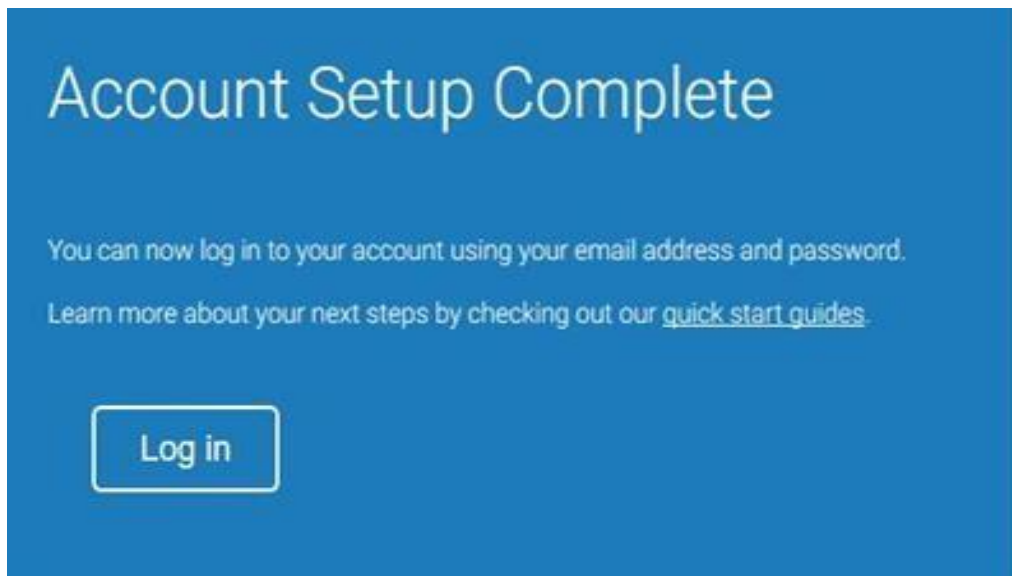 Account Setup Complete
You can now log in to your account using your email address and password.
Learn more about your next steps by checking out our quick start guides.
Log in